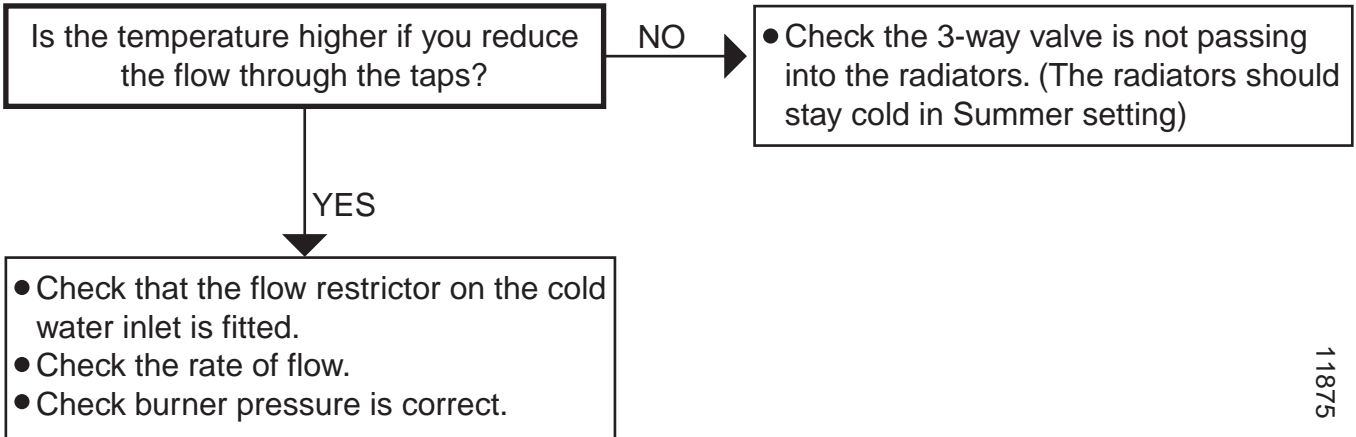 Is the temperature higher if you reduce
the flow through the taps?
NO
● Check the 3-way valve is not passing
into the radiators. (The radiators should
stay cold in Summer setting)
YES
● Check that the flow restrictor on the cold
water inlet is fitted.
● Check the rate of flow.
● Check burner pressure is correct.
11875